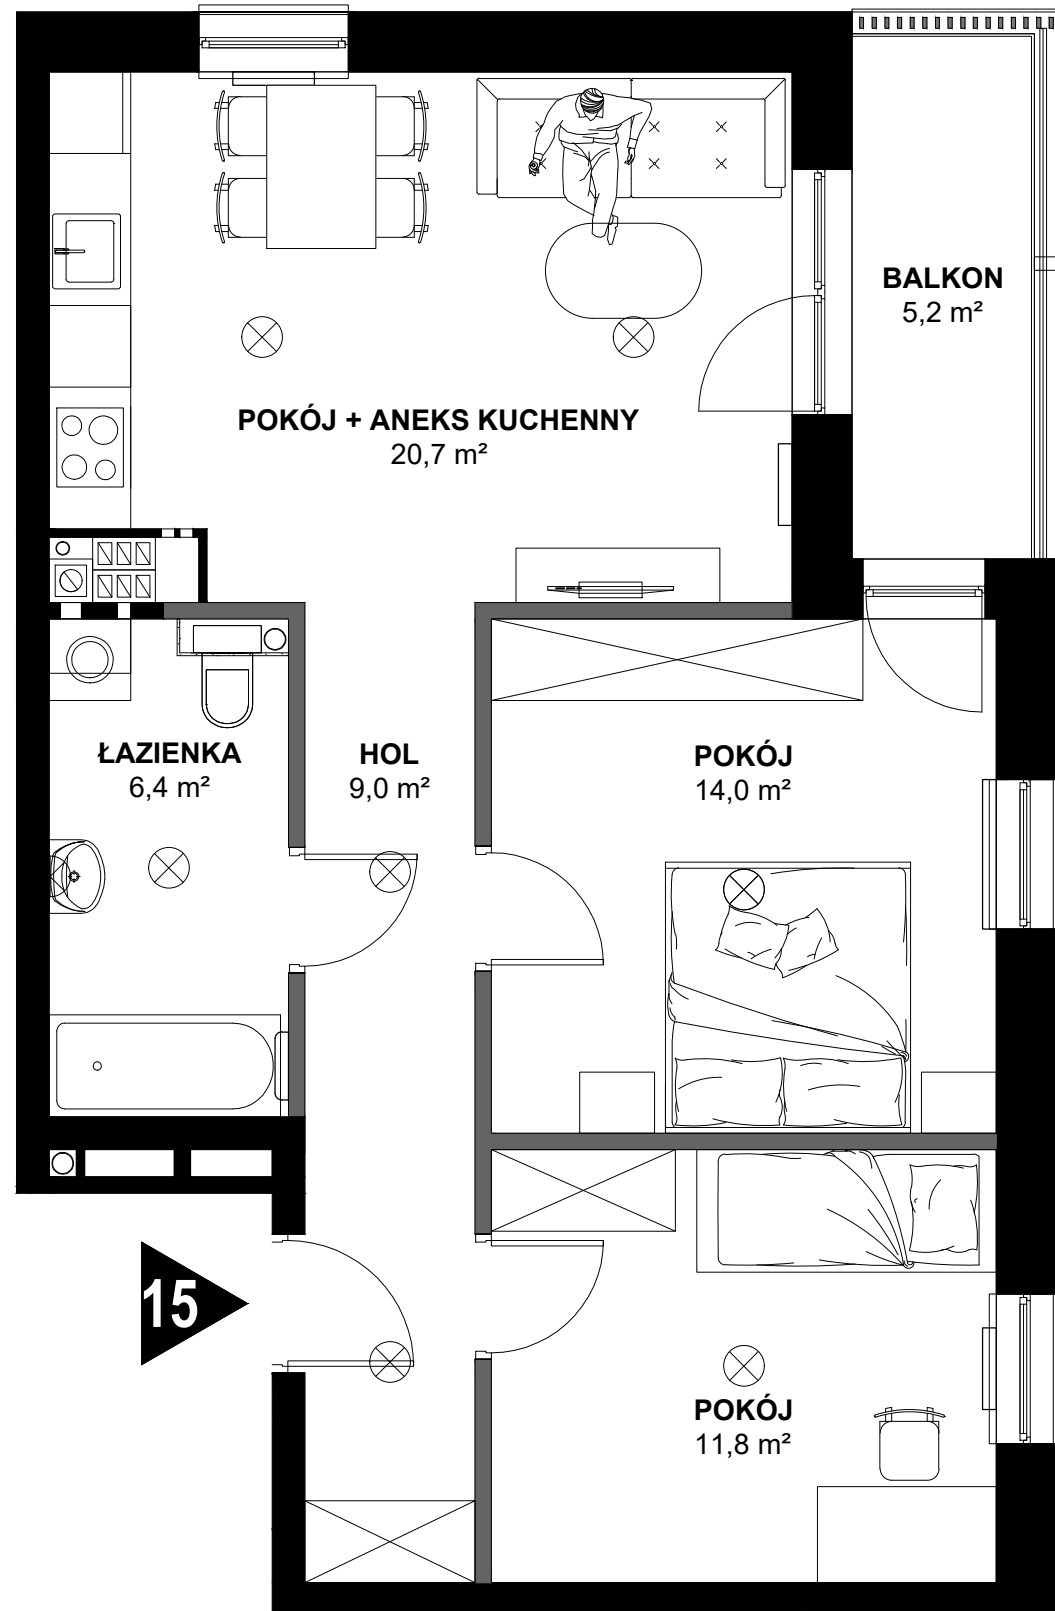 BALKON
5,2 m²
POKÓJ + ANEKS KUCHENNY
20,7 m²
ŁAZIENKA
6,4 m²
HOL
9,0 m²
POKÓJ
14,0 m²
15
POKÓJ
11,8 m²